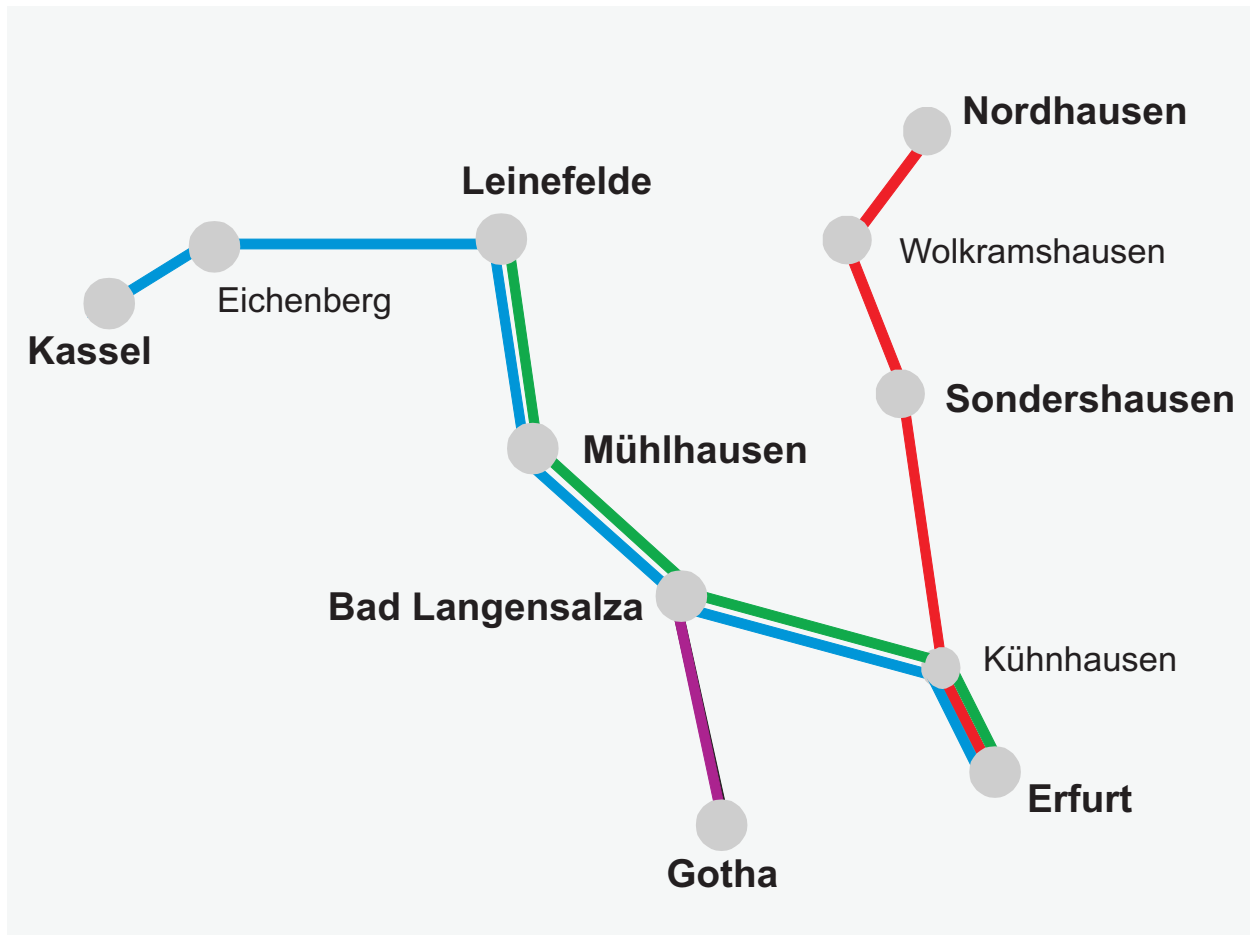 Nordhausen
Leinefelde
Wolkramshausen
Eichenberg
Kassel
Sondershausen
Mühlhausen
Bad Langensalza
Kühnhausen
Erfurt
Gotha